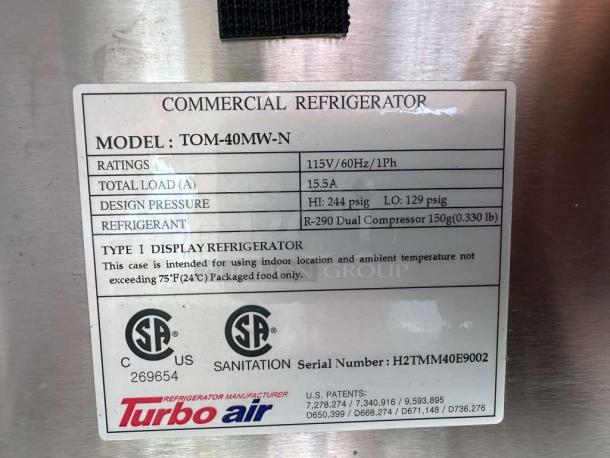 COMMERCIAL REFRIGERATOR
MODEL : TOM-40MW-N
RATINGS 115V/60Hz/1Ph
TOTAL LOAD (A) 15.5A
DESIGN PRESSURE HI: 244 psig LO: 129 psig
REFRIGERANT R-290 Dual Compressor 150g(0.330 lb)
TYPE I DISPLAY REFRIGERATOR
This case is intended for using indoor location and ambient temperature not
exceeding 75°F(24°C) Packaged food only.
GROUP
SA ® SA ®
C US SANITATION Serial Number : H2TMM40E9002
269654
REFRIGERATOR MANUFACTURER
Turbo air
U.S. PATENTS:
7,278,274 / 7,340,916 / 9,593,895
D650,399 / D668,274 / D671,148 / D736,276